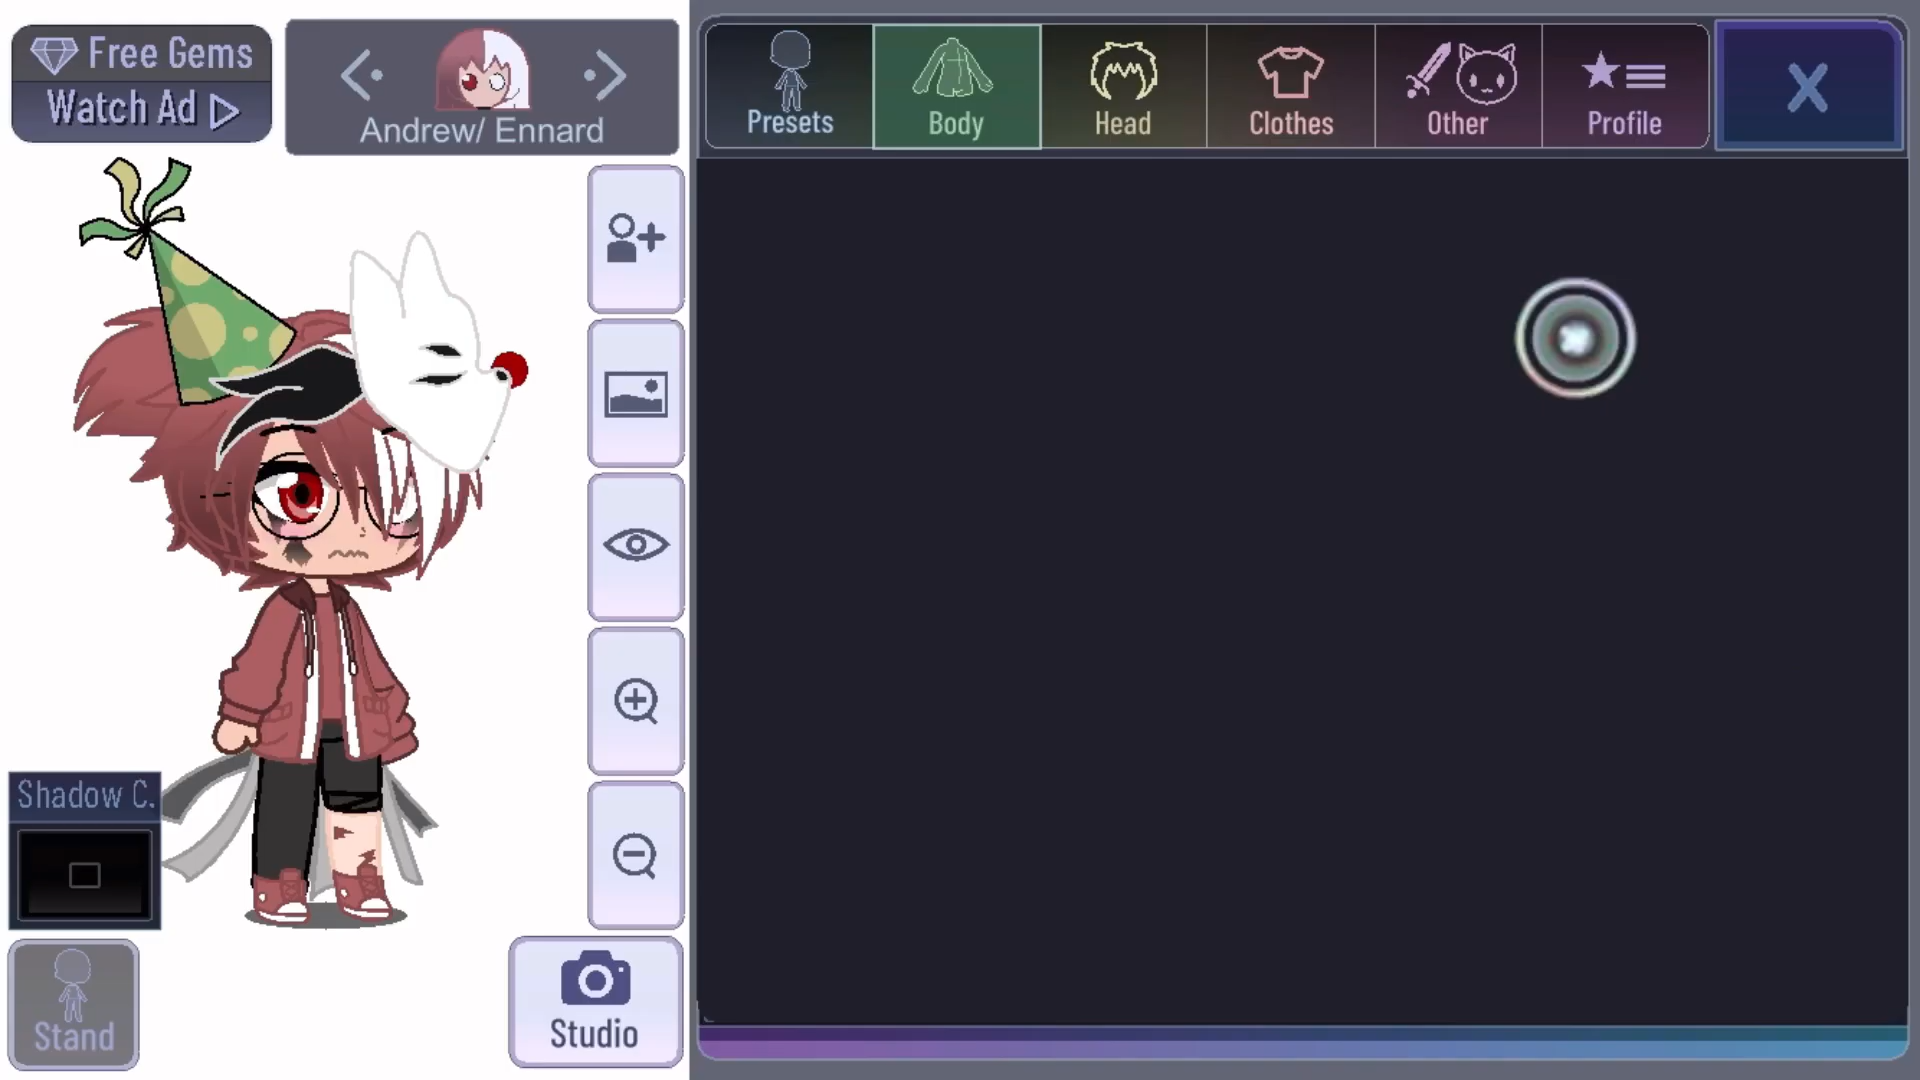 Free Gems
Watch Ad
Andrew/ Ennard
Presets
Body
Head
Clothes
Other
Profile
X
Shadow C.
Stand
Studio